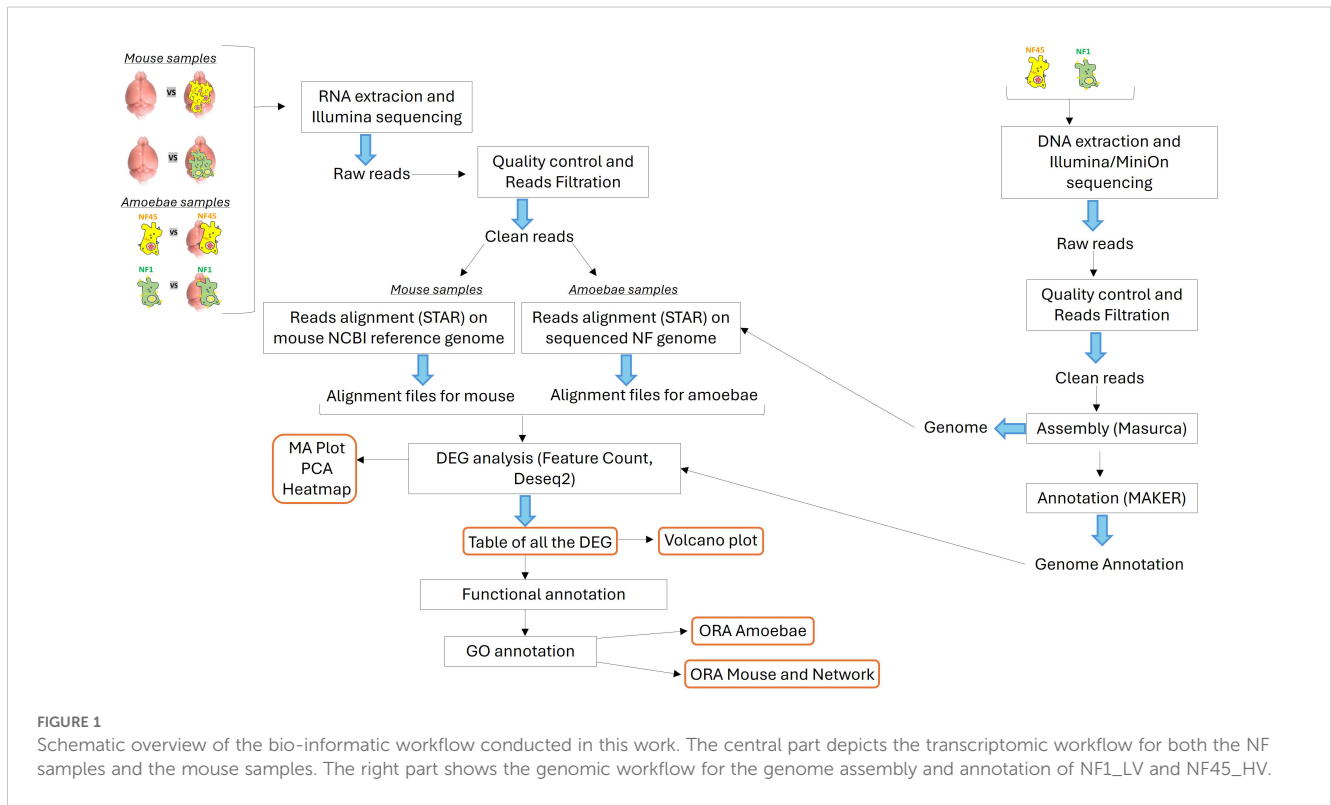 Mouse samples
VS
VS
Amoebae samples
NF45
NF45
VS
NF1
NF1
VS
RNA extracion and
Illumina sequencing
Raw reads
Quality control and
Reads Filtration
Clean reads
Mouse samples
Amoebae samples
Reads alignment (STAR) on
mouse NCBI reference genome
Reads alignment (STAR) on
sequenced NF genome
Alignment files for mouse
Alignment files for amoebae
DEG analysis (Feature Count,
Deseq2)
MA Plot
PCA
Heatmap
Table of all the DEG
Volcano plot
Functional annotation
GO annotation
ORA Amoebae
ORA Mouse and Network
NF45
NF1
DNA extraction and
Illumina/MiniOn
sequencing
Raw reads
Quality control and
Reads Filtration
Clean reads
Assembly (Masurca)
Genome
Annotation (MAKER)
Genome Annotation
FIGURE 1
Schematic overview of the bio-informatic workflow conducted in this work. The central part depicts the transcriptomic workflow for both the NF
samples and the mouse samples. The right part shows the genomic workflow for the genome assembly and annotation of NF1_LV and NF45_HV.